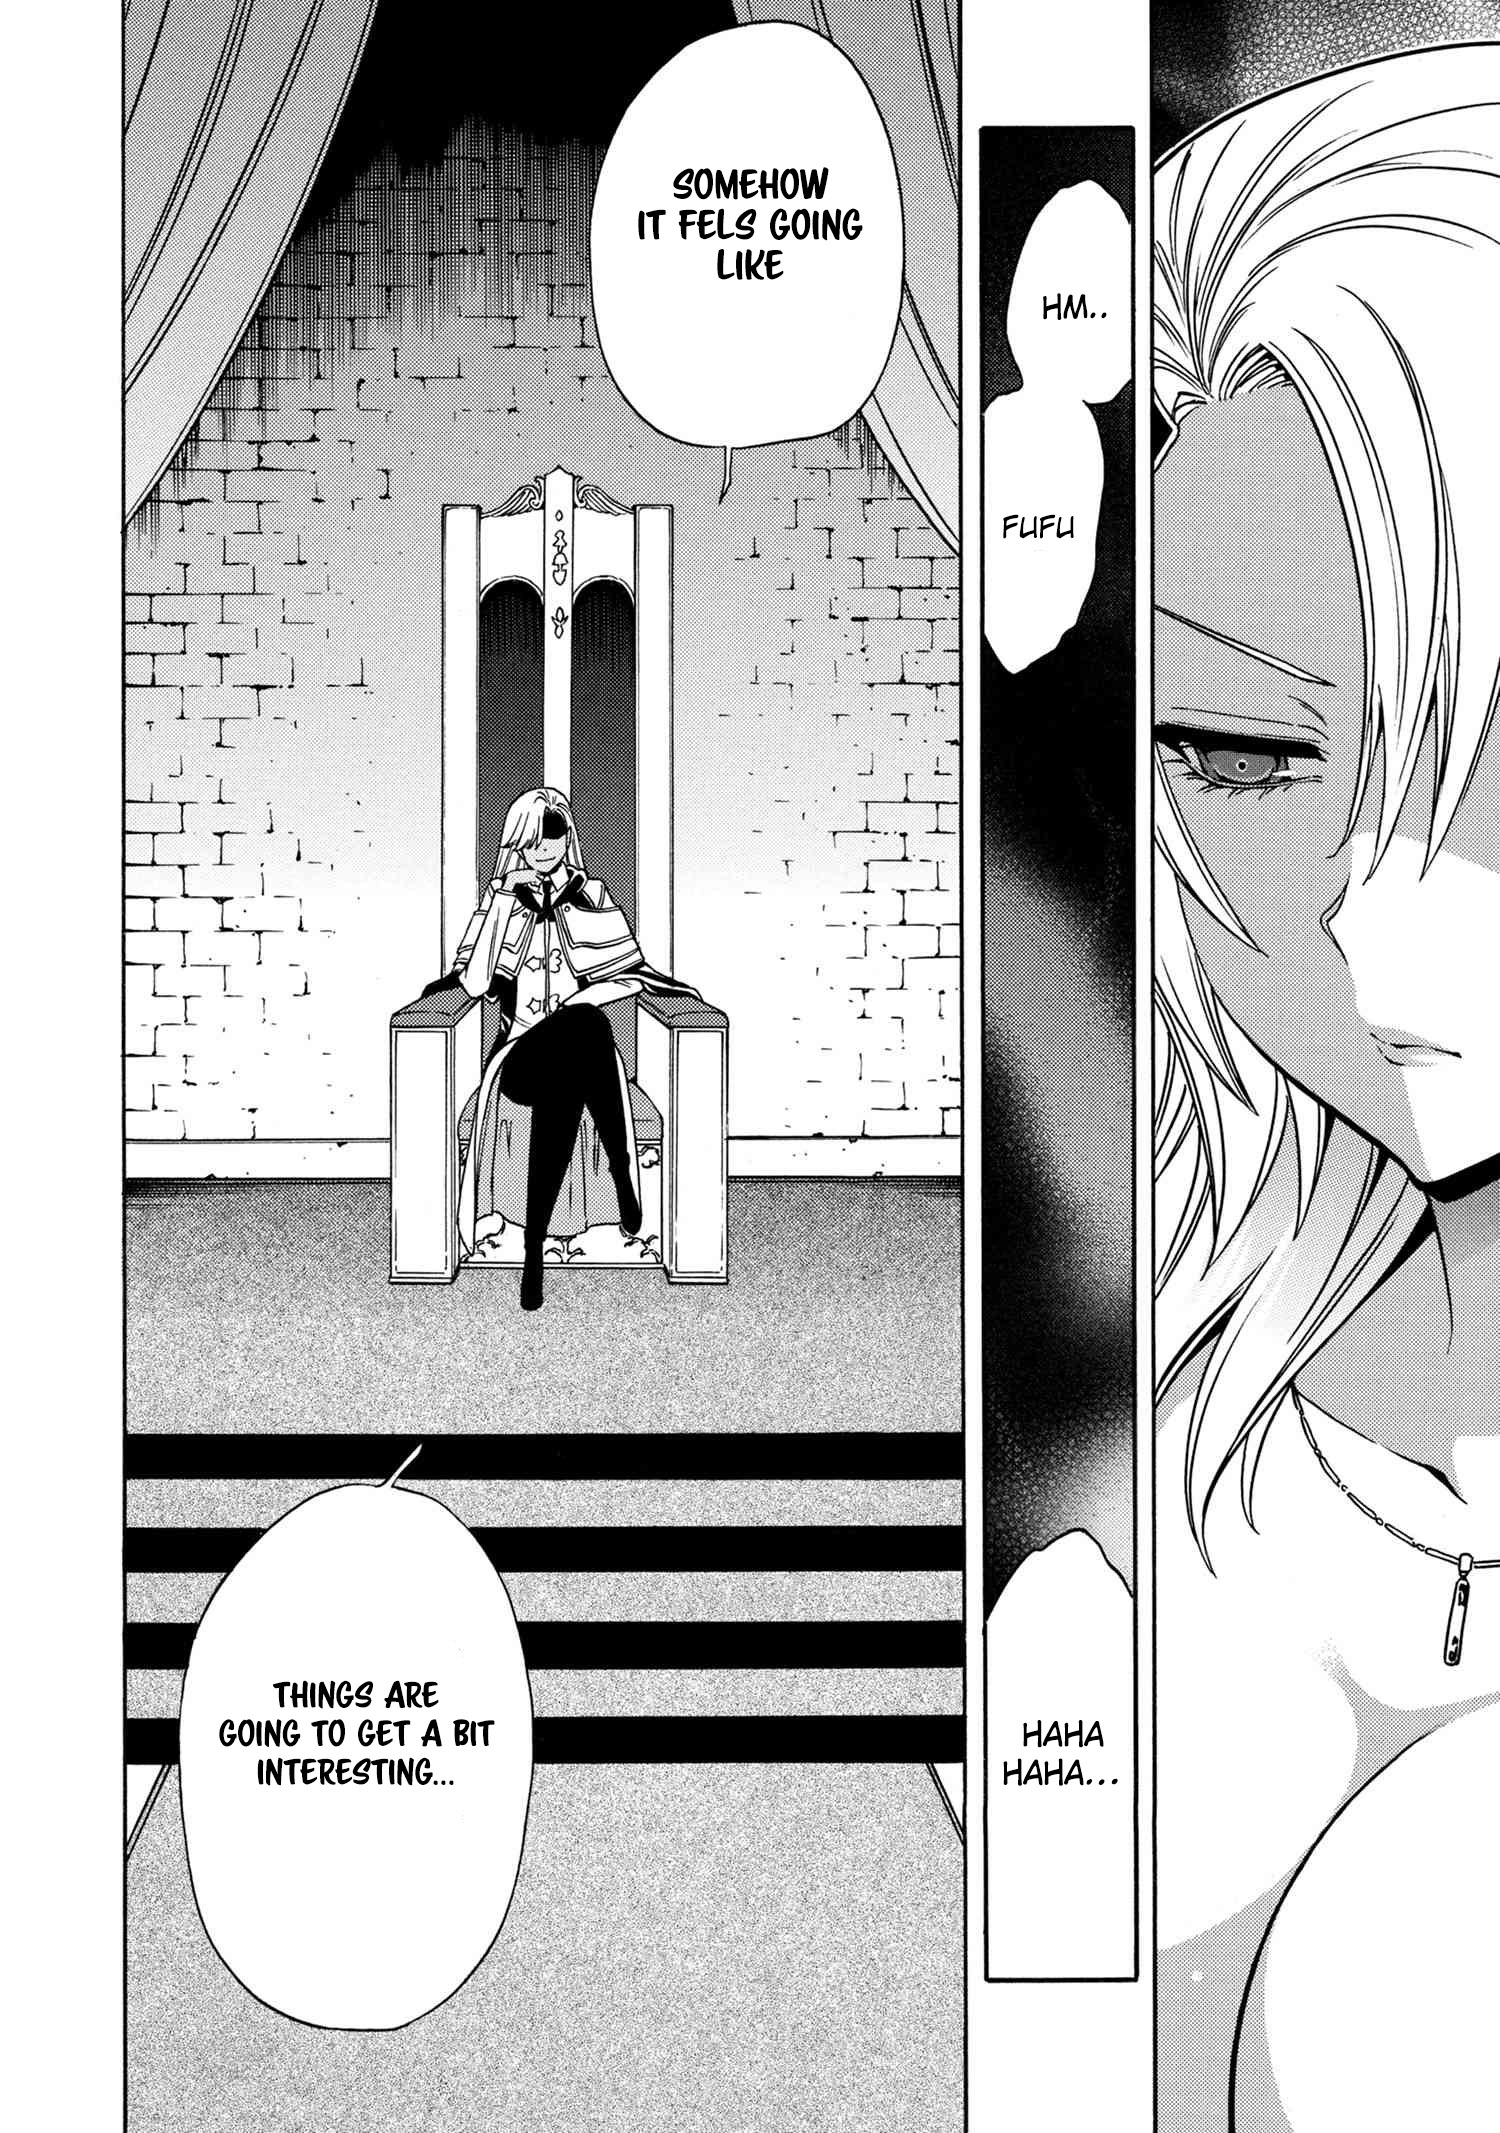 HM..
FUFU
HAHA
HAHA...
SOMEHOW
IT FELS GOING
LIKE
THINGS ARE
GOING TO GET A BIT
INTERESTING...